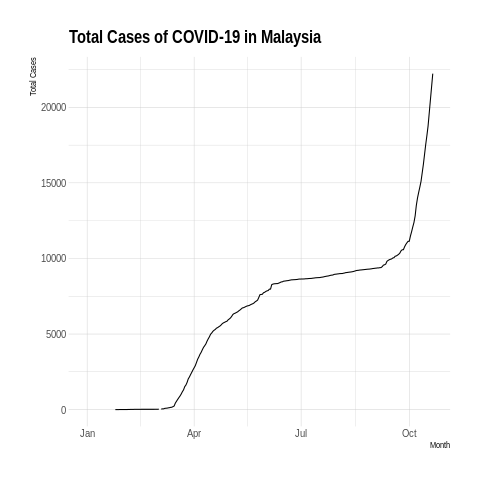 Total Cases of COVID-19 in Malaysia
Total Cases
20000
15000
10000
5000
0
Jan Apr Jul Oct
Month